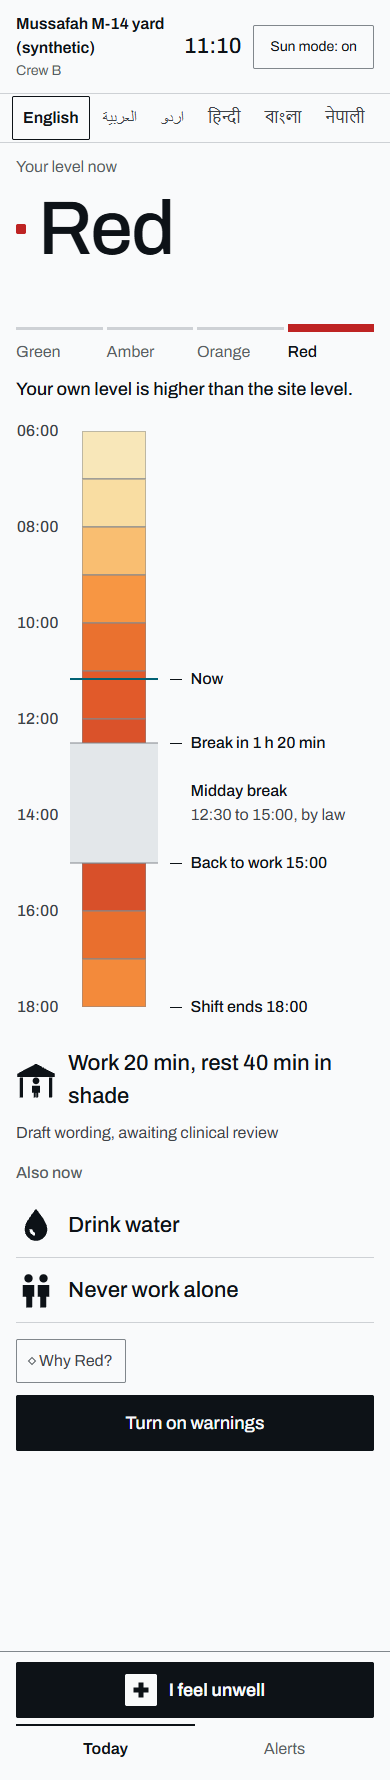 Mussafah M-14 yard
(synthetic)
Crew B
11:10
Sun mode: on
English
العربية
اردو
हिन्दी
বাংলা
नेपाली
Your level now
Red
Green
Amber
Orange
Red
Your own level is higher than the site level.
06:00
08:00
10:00
Now
12:00
Break in 1 h 20 min
Midday break
14:00
12:30 to 15:00, by law
Back to work 15:00
16:00
18:00
Shift ends 18:00
Work 20 min, rest 40 min in
shade
Draft wording, awaiting clinical review
Also now
Drink water
Never work alone
Why Red?
Turn on warnings
I feel unwell
Today
Alerts